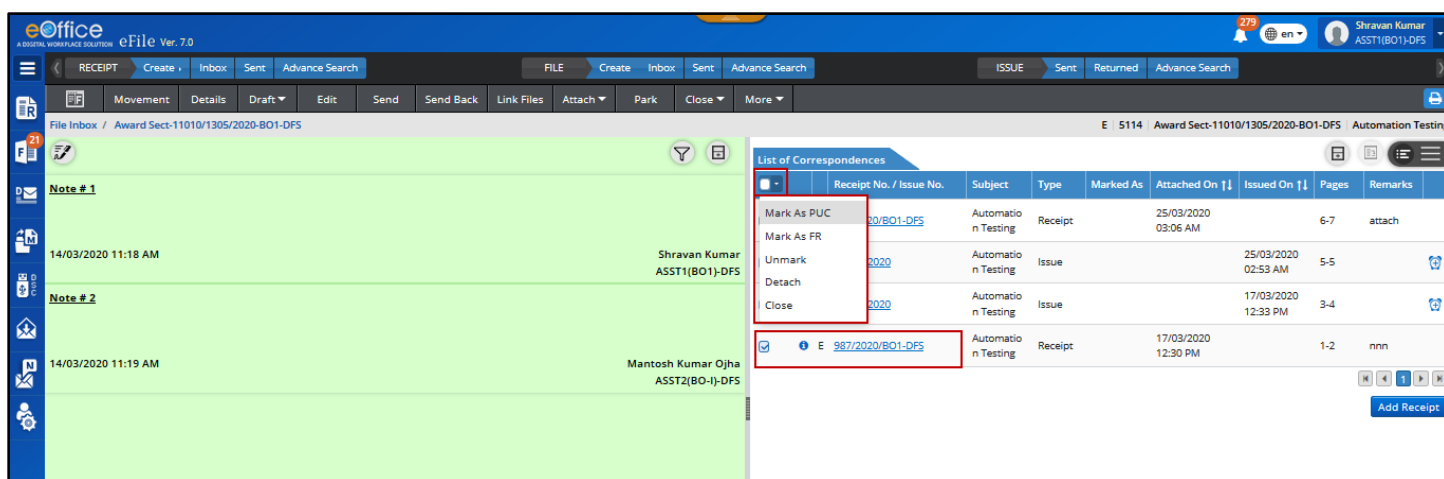 eOffice
A DIGITAL WORKPLACE SOLUTION eFile Ver. 7.0
279 en Shravan Kumar
ASST1(BO1)-DFS
RECEIPT Create Inbox Sent Advance Search FILE Create Inbox Sent Advance Search ISSUE Sent Returned Advance Search
Movement Details Draft Edit Send Send Back Link Files Attach Park Close More
File Inbox / Award Sect-11010/1305/2020-BO1-DFS E 5114 Award Sect-11010/1305/2020-BO1-DFS Automation Testin
21
Note # 1
14/03/2020 11:18 AM Shravan Kumar
ASST1(BO1)-DFS
Note # 2
14/03/2020 11:19 AM Mantosh Kumar Ojha
ASST2(BO-I)-DFS
DSC
List of Correspondences
Receipt No. / Issue No. Subject Type Marked As Attached On Issued On Pages Remarks
Mark As PUC
Mark As FR
Unmark
Detach
Close
20/BO1-DFS Automatio
n Testing Receipt 25/03/2020
03:06 AM 6-7 attach
2020 Automatio
n Testing Issue 25/03/2020
02:53 AM 5-5
2020 Automatio
n Testing Issue 17/03/2020
12:33 PM 3-4
E 987/2020/BO1-DFS Automatio
n Testing Receipt 17/03/2020
12:30 PM 1-2 nnn
1
Add Receipt